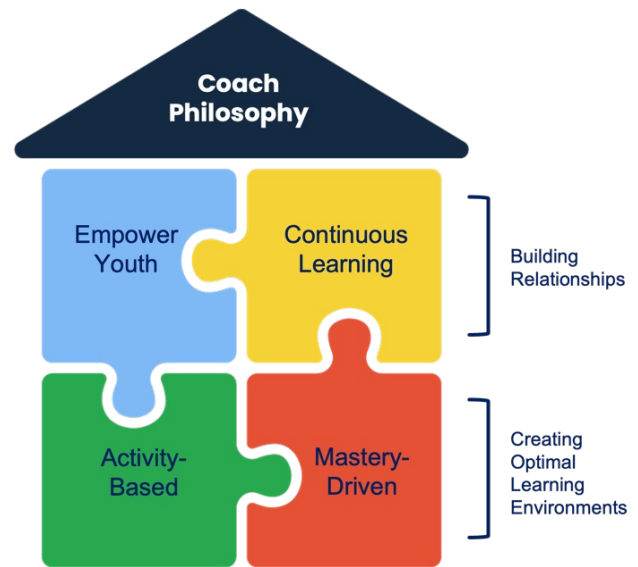 Coach
Philosophy
Empower
Youth
Continuous
Learning
Building
Relationships
Activity-
Based
Mastery-
Driven
Creating
Optimal
Learning
Environments